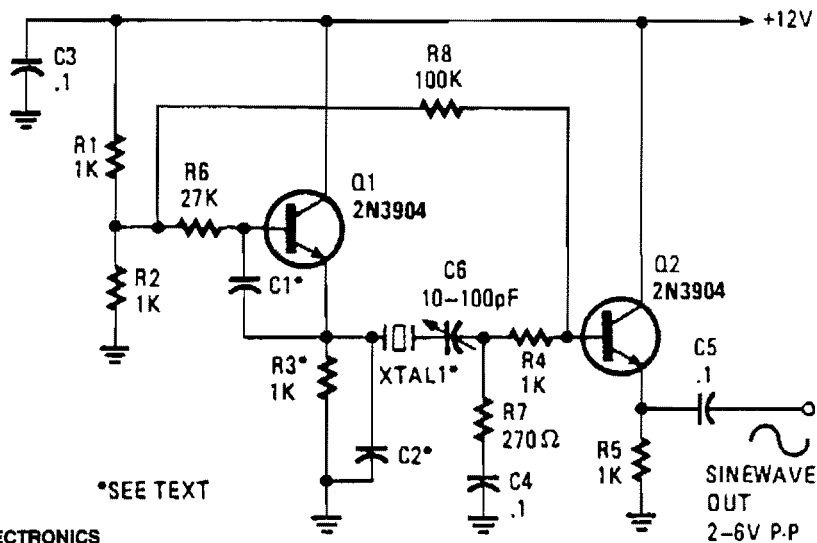 +12V
C3
.1
R8
100K
R1
1K
R6
27K
Q1
2N3904
R2
1K
C1*
C6
10-100pF
Q2
2N3904
R3*
1K
XTAL1*
R4
1K
C5
.1
R7
270Ω
C2*
R5
1K
*SEE TEXT
C4
.1
SINEWAVE
OUT
2-6V P-P
ECTRONICS